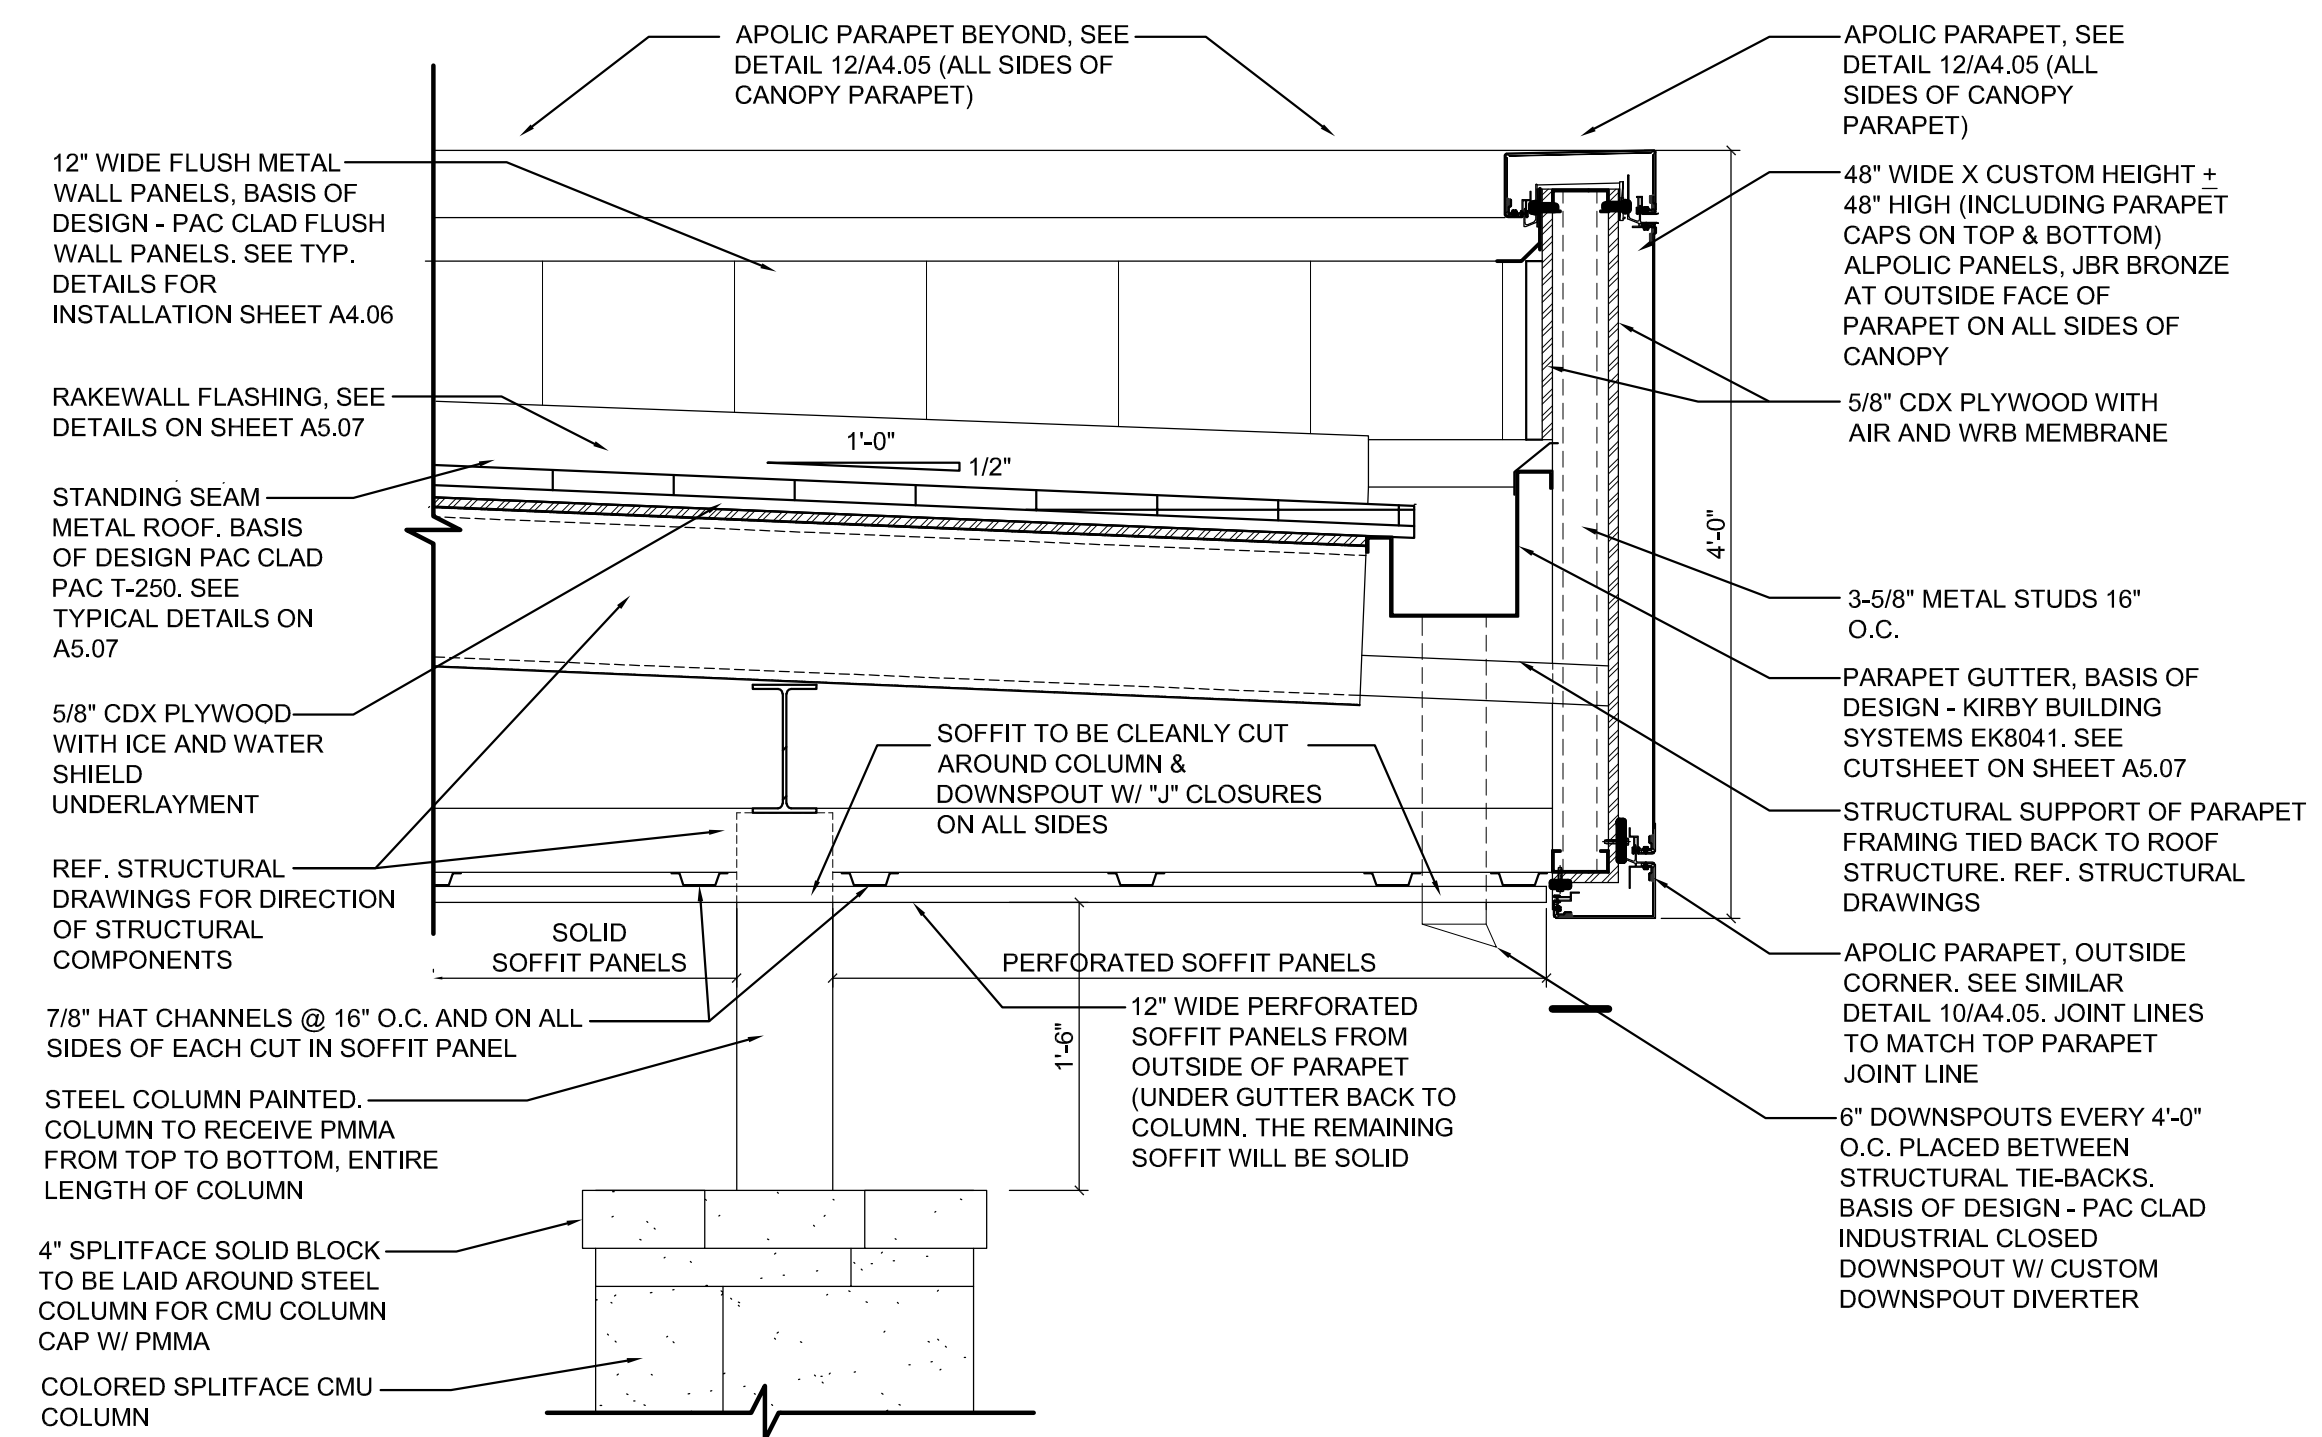 APOLIC PARAPET BEYOND, SEE
DETAIL 12/A4.05 (ALL SIDES OF
CANOPY PARAPET)
12" WIDE FLUSH METAL
WALL PANELS, BASIS OF
DESIGN - PAC CLAD FLUSH
WALL PANELS. SEE TYP.
DETAILS FOR
INSTALLATION SHEET A4.06
RAKEWALL FLASHING, SEE
DETAILS ON SHEET A5.07
STANDING SEAM
METAL ROOF. BASIS
OF DESIGN PAC CLAD
PAC T-250. SEE
TYPICAL DETAILS ON
A5.07
5/8" CDX PLYWOOD
WITH ICE AND WATER
SHIELD
UNDERLAYMENT
REF. STRUCTURAL
DRAWINGS FOR DIRECTION
OF STRUCTURAL
COMPONENTS
7/8" HAT CHANNELS @ 16" O.C. AND ON ALL
SIDES OF EACH CUT IN SOFFIT PANEL
STEEL COLUMN PAINTED.
COLUMN TO RECEIVE PMMA
FROM TOP TO BOTTOM, ENTIRE
LENGTH OF COLUMN
4" SPLITFACE SOLID BLOCK
TO BE LAID AROUND STEEL
COLUMN FOR CMU COLUMN
CAP W/ PMMA
COLORED SPLITFACE CMU
COLUMN
1'-0"
1/2"
SOFFIT TO BE CLEANLY CUT
AROUND COLUMN &
DOWNSPOUT W/ "J" CLOSURES
ON ALL SIDES
SOLID
SOFFIT PANELS
PERFORATED SOFFIT PANELS
1'-6"
12" WIDE PERFORATED
SOFFIT PANELS FROM
OUTSIDE OF PARAPET
(UNDER GUTTER BACK TO
COLUMN. THE REMAINING
SOFFIT WILL BE SOLID
4'-0"
APOLIC PARAPET, SEE
DETAIL 12/A4.05 (ALL
SIDES OF CANOPY
PARAPET)
48" WIDE X CUSTOM HEIGHT ±
48" HIGH (INCLUDING PARAPET
CAPS ON TOP & BOTTOM)
ALPOLIC PANELS, JBR BRONZE
AT OUTSIDE FACE OF
PARAPET ON ALL SIDES OF
CANOPY
5/8" CDX PLYWOOD WITH
AIR AND WRB MEMBRANE
3-5/8" METAL STUDS 16"
O.C.
PARAPET GUTTER, BASIS OF
DESIGN - KIRBY BUILDING
SYSTEMS EK8041. SEE
CUTSHEET ON SHEET A5.07
STRUCTURAL SUPPORT OF PARAPET
FRAMING TIED BACK TO ROOF
STRUCTURE. REF. STRUCTURAL
DRAWINGS
APOLIC PARAPET, OUTSIDE
CORNER. SEE SIMILAR
DETAIL 10/A4.05. JOINT LINES
TO MATCH TOP PARAPET
JOINT LINE
6" DOWNSPOUTS EVERY 4'-0"
O.C. PLACED BETWEEN
STRUCTURAL TIE-BACKS.
BASIS OF DESIGN - PAC CLAD
INDUSTRIAL CLOSED
DOWNSPOUT W/ CUSTOM
DOWNSPOUT DIVERTER